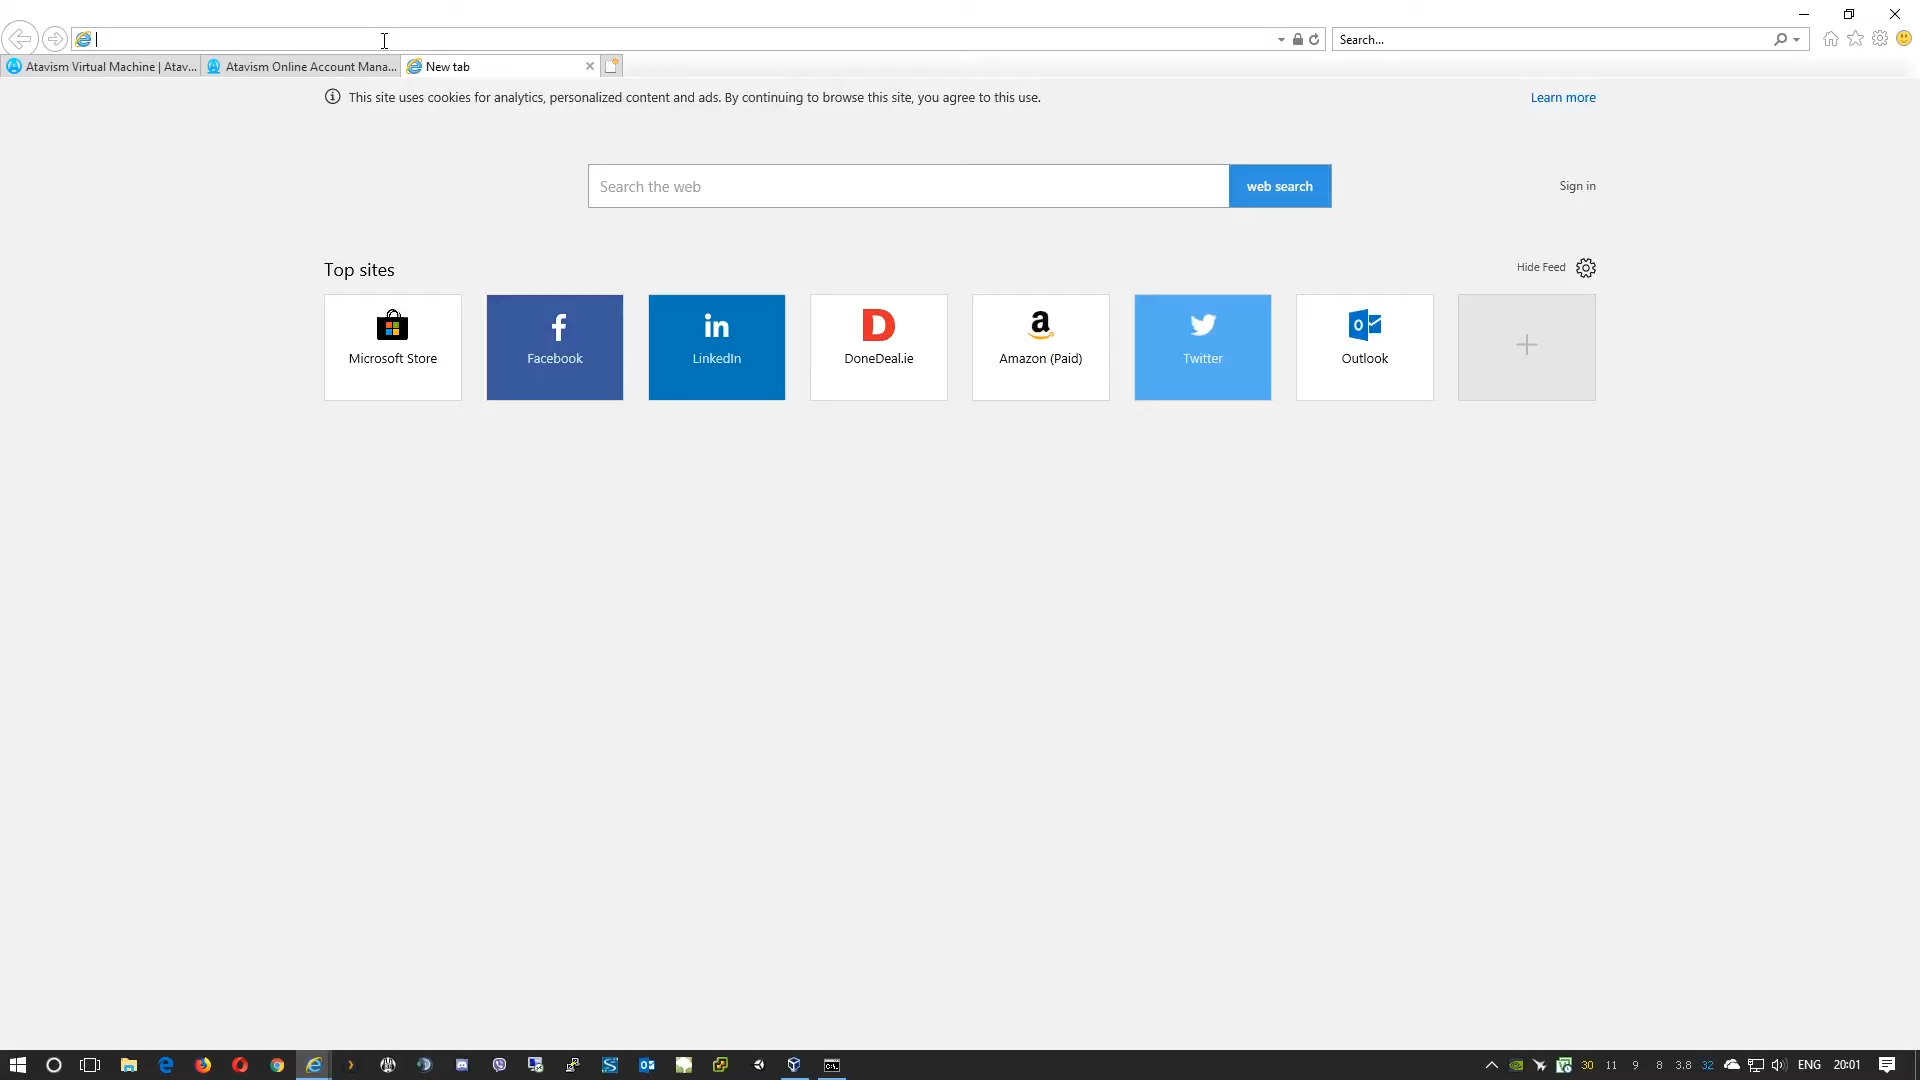 Search...
Atavism Virtual Machine | Atav...
Atavism Online Account Mana...
New tab
This site uses cookies for analytics, personalized content and ads. By continuing to browse this site, you agree to this use.
Learn more
Search the web
web search
Sign in
Top sites
Hide Feed
Microsoft Store
Facebook
LinkedIn
DoneDeal.ie
Amazon (Paid)
Twitter
Outlook
30 11 9 8 3.8 32 ENG 20:01